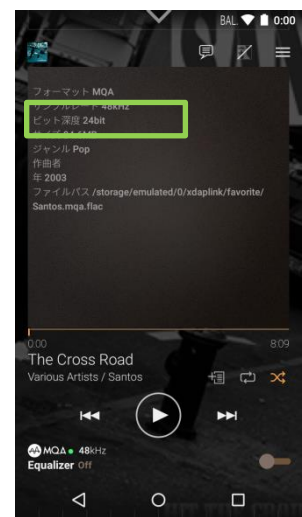 BAL. 0:00
フォーマット MQA
サンプルレート 48kHz
ビット深度 24bit
ジャンル Pop
作曲者
年 2003
ファイルパス /storage/emulated/0/xdaplink/favorite/
Santos.mqa.flac
0:00 8:09
The Cross Road
Various Artists / Santos
MQA 48kHz
Equalizer Off